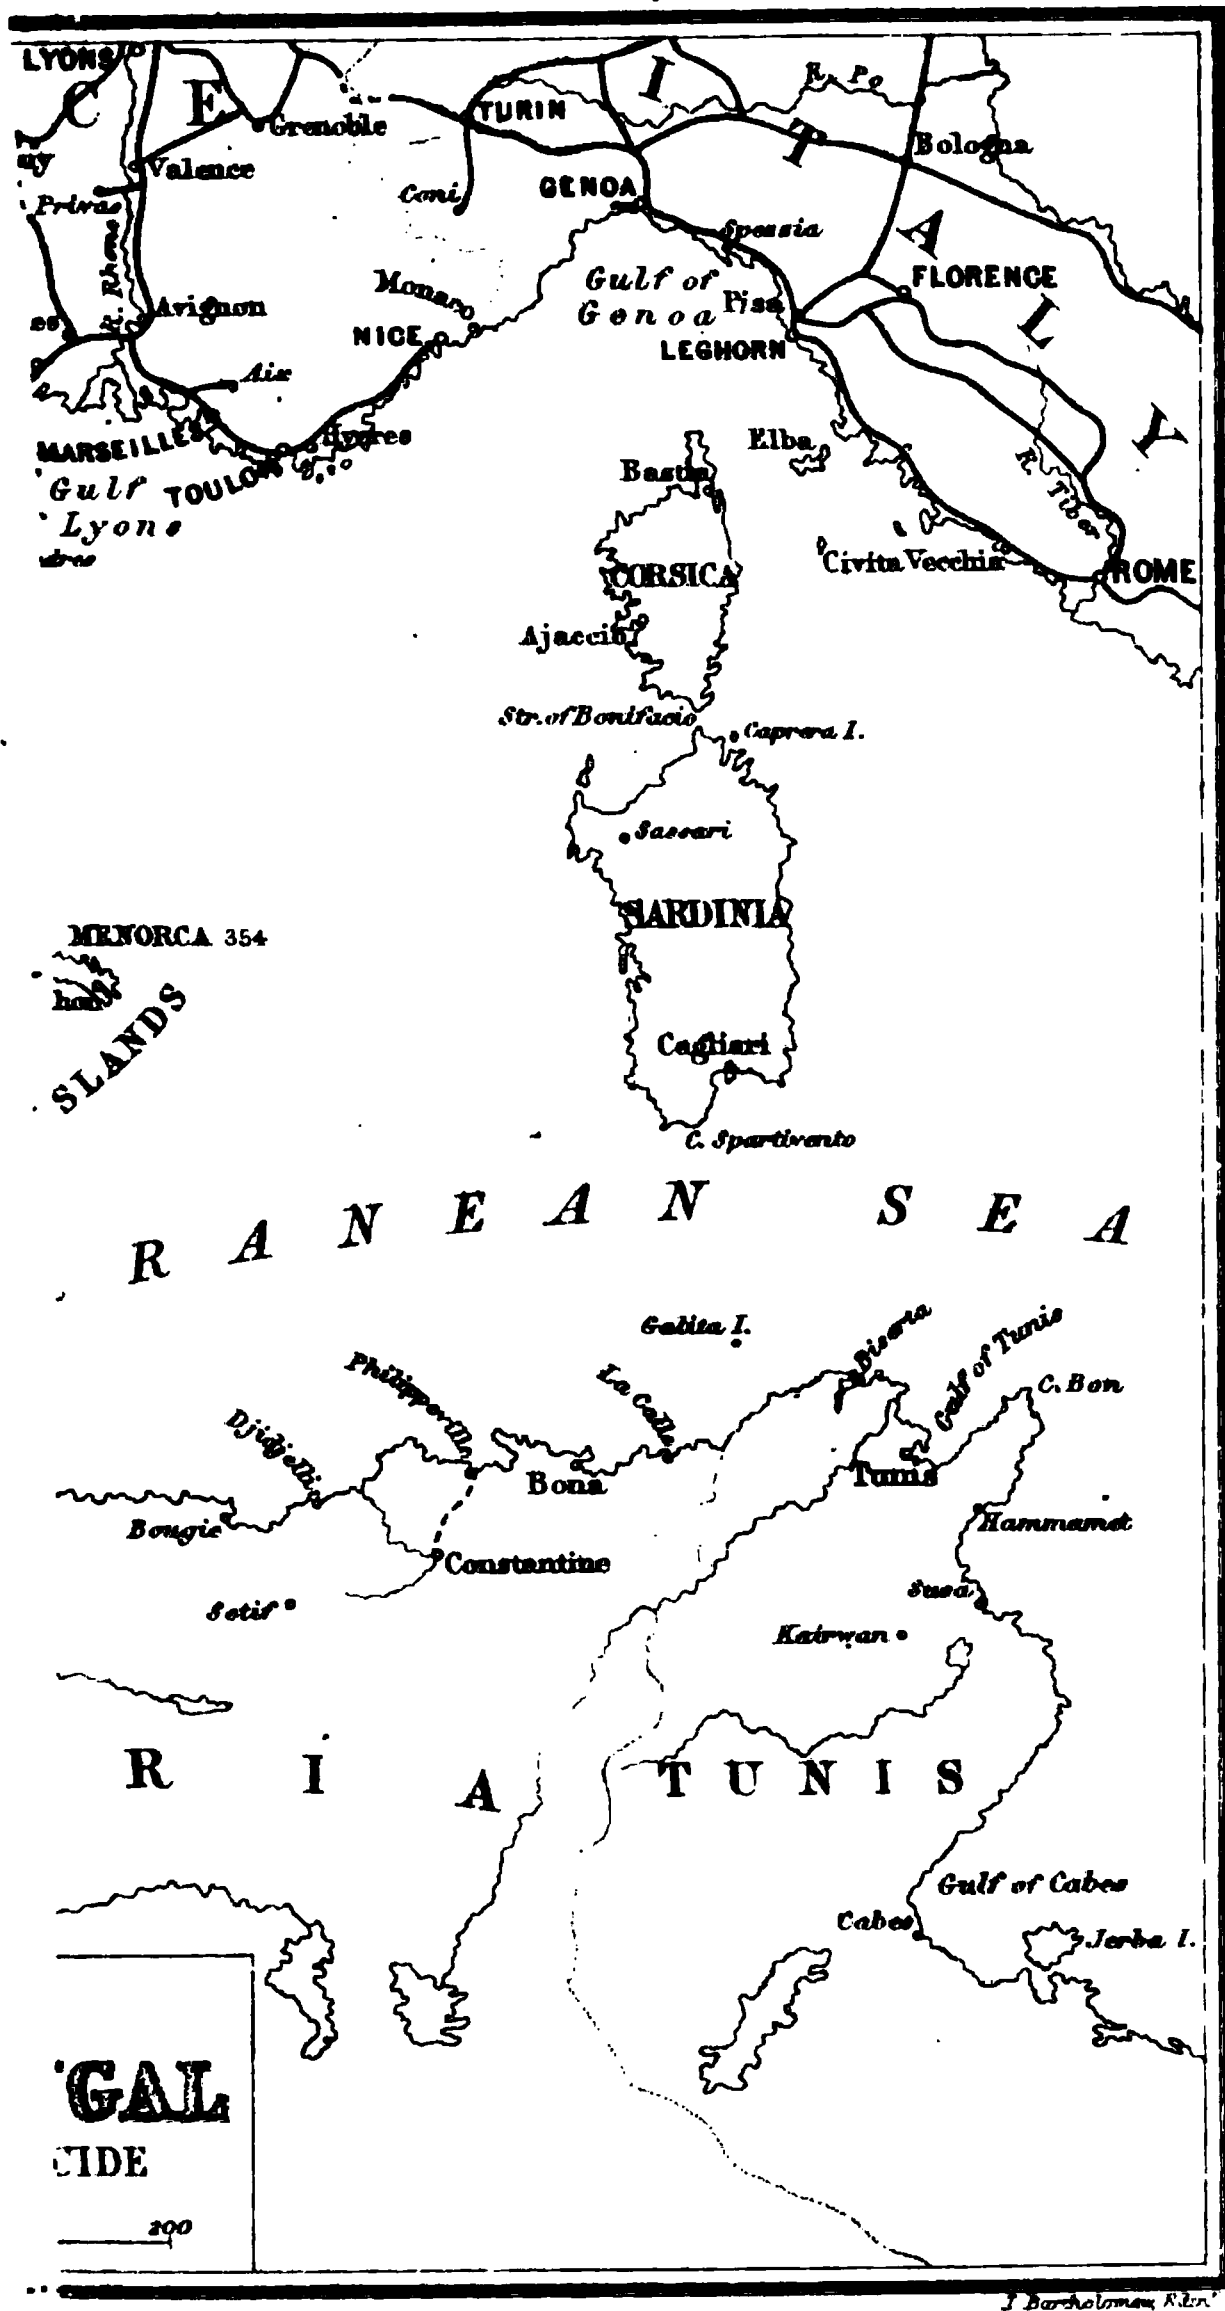 LYONS
C E
I T A L Y
R. Po
TURIN
Grenoble
Bologna
Valence
Coni
GENOA
Privas
Spezzia
R. Rhone
Monaco
Gulf of
Genoa
FLORENCE
Avignon
Pisa
NICE
LEGHORN
Aix
MARSEILLES
Hyeres
Elba
TOULON
Gulf
Lyons
Bastia
R. Tiber
CORSICA
Civita Vecchia
ROME
Ajaccio
Str. of Bonifacio
Caprera I.
Sassari
SARDINIA
MENORCA 354
hon
SLANDS
Cagliari
C. Spartivento
RANEAN SEA
Galita I.
Biserta
Gulf of Tunis
Philippeville
La Calle
C. Bon
Djidjelli
Bona
Tunis
Bougie
Hammamet
Constantine
Susa
Setif
Kairwan
R I A
TUNIS
Gulf of Cabes
Cabes
Jerba I.
GAL
CIDE
200
J Bartholomew, Edinr